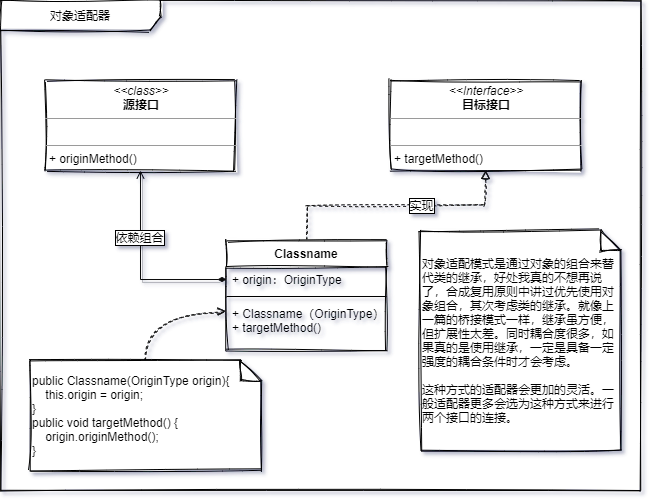 对象适配器
<<class>>
源接口
+ originMethod()
<<Interface>>
目标接口
+ targetMethod()
实现
依赖组合
Classname
+ origin：OriginType
+ Classname（OriginType）
+ targetMethod()
public Classname(OriginType origin){
this.origin = origin;
}
public void targetMethod() {
origin.originMethod();
}
对象适配模式是通过对象的组合来替
代类的继承，好处我真的不想再说
了，合成复用原则中讲过优先使用对
象组合，其次考虑类的继承。就像上
一篇的桥接模式一样，继承虽方便，
但扩展性太差。同时耦合度很多，如
果真的是使用继承，一定是具备一定
强度的耦合条件时才会考虑。
这种方式的适配器会更加的灵活。一
般适配器更多会选为这种方式来进行
两个接口的连接。